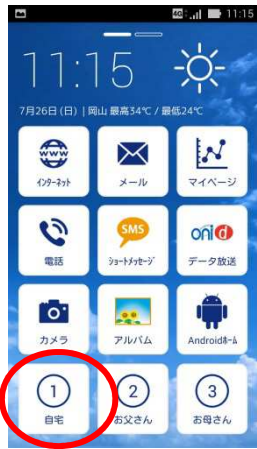 4G 11:15
11:15
7月26日 (日) | 岡山 最高34℃ / 最低24℃
www
インターネット メール マイページ
SMS onid
電話 ショートメッセージ データ放送
カメラ アルバム Androidホーム
1 2 3
自宅 お父さん お母さん